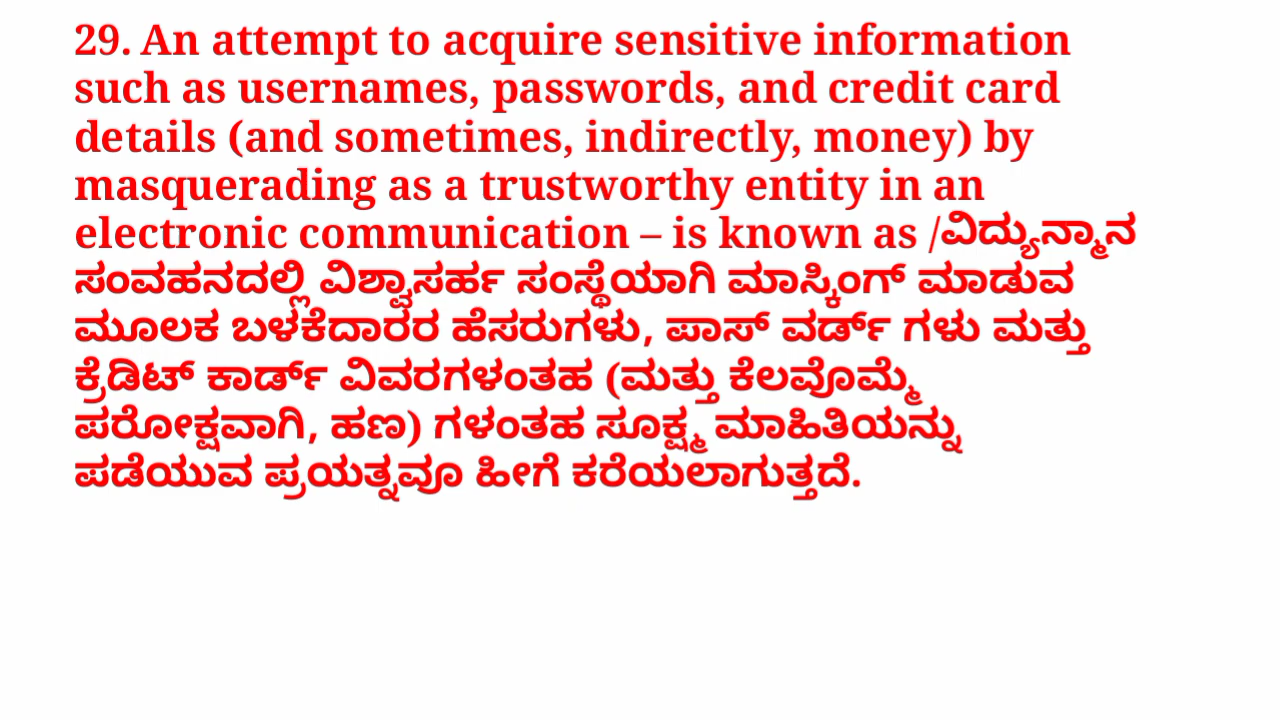 29. An attempt to acquire sensitive information
such as usernames, passwords, and credit card
details (and sometimes, indirectly, money) by
masquerading as a trustworthy entity in an
electronic communication – is known as /ವಿದ್ಯುನ್ಮಾನ
ಸಂವಹನದಲ್ಲಿ ವಿಶ್ವಾಸರ್ಹ ಸಂಸ್ಥೆಯಾಗಿ ಮಾಸ್ಕಿಂಗ್ ಮಾಡುವ
ಮೂಲಕ ಬಳಕೆದಾರರ ಹೆಸರುಗಳು, ಪಾಸ್ ವರ್ಡ್ ಗಳು ಮತ್ತು
ಕ್ರೆಡಿಟ್ ಕಾರ್ಡ್ ವಿವರಗಳಂತಹ (ಮತ್ತು ಕೆಲವೊಮ್ಮೆ
ಪರೋಕ್ಷವಾಗಿ, ಹಣ) ಗಳಂತಹ ಸೂಕ್ಷ್ಮ ಮಾಹಿತಿಯನ್ನು
ಪಡೆಯುವ ಪ್ರಯತ್ನವೂ ಹೀಗೆ ಕರೆಯಲಾಗುತ್ತದೆ.